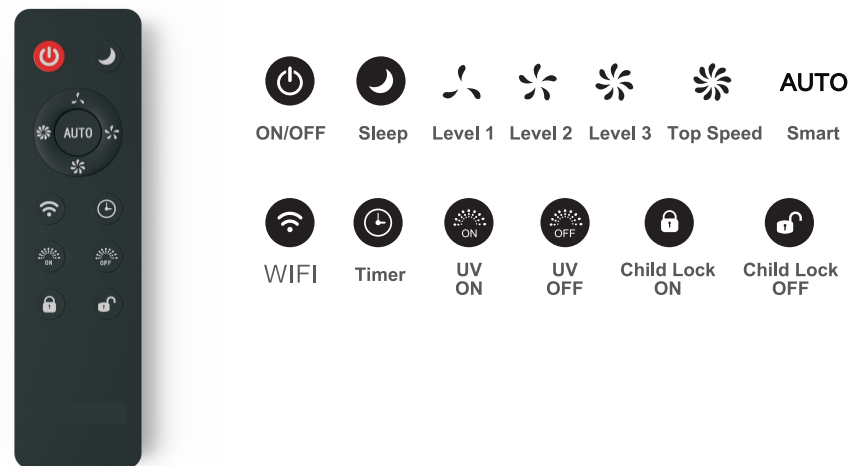 AUTO
ON
OFF
AUTO
ON/OFF
Sleep
Level 1
Level 2
Level 3
Top Speed
Smart
ON
OFF
WIFI
Timer
UV
ON
UV
OFF
Child Lock
ON
Child Lock
OFF